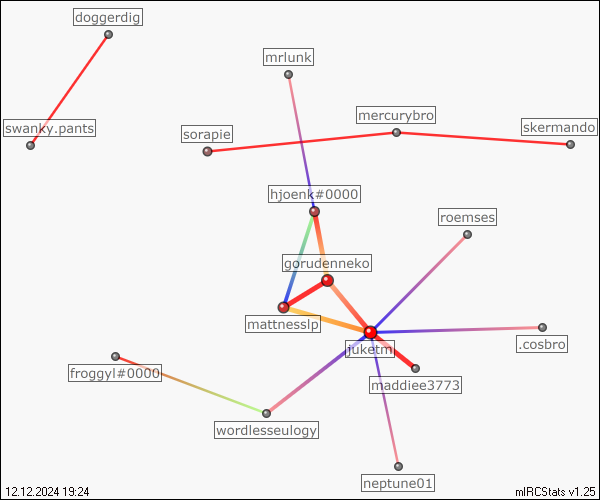 doggerdig
mrlunk
mercurybro
swanky.pants
sorapie
skermando
hjoenk#0000
roemses
gorudenneko
mattnesslp
juketm
.cosbro
froggyl#0000
maddiee3773
wordlesseulogy
neptune01
12.12.2024 19:24
mIRCStats v1.25